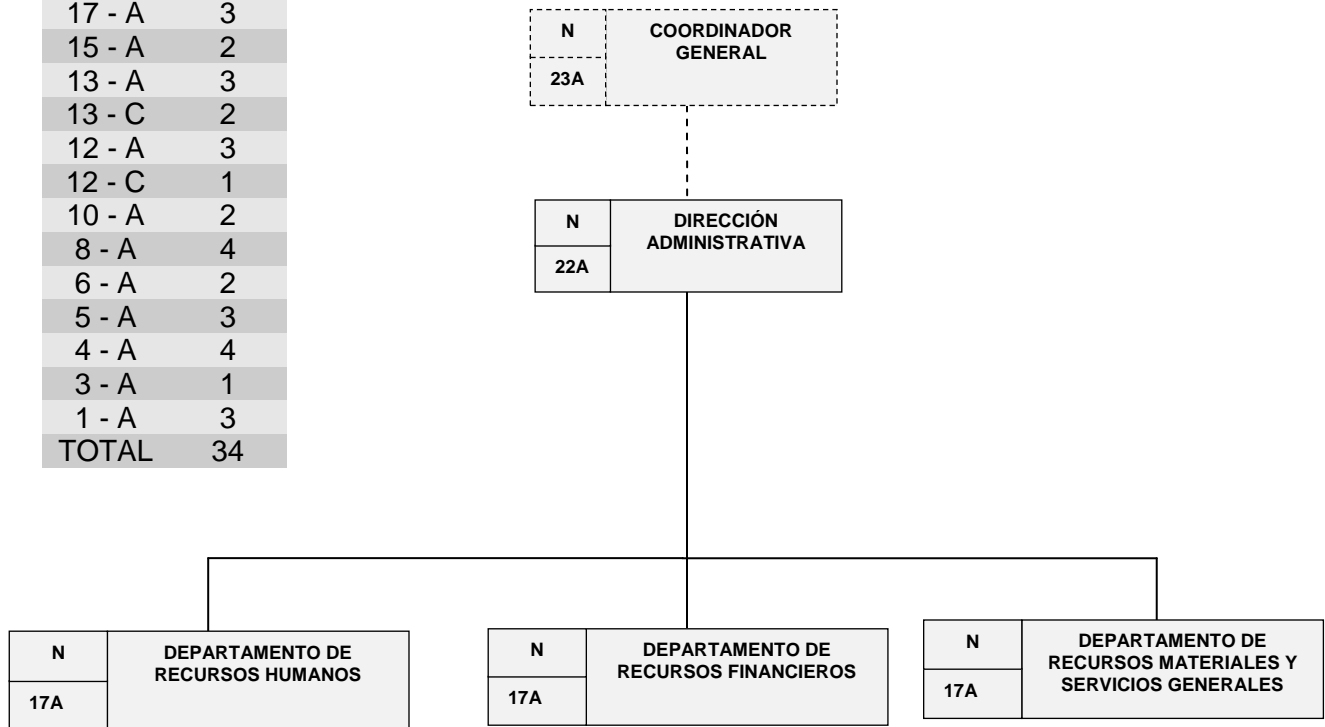 17 - A 3
15 - A 2
13 - A 3
13 - C 2
12 - A 3
12 - C 1
10 - A 2
8 - A 4
6 - A 2
5 - A 3
4 - A 4
3 - A 1
1 - A 3
TOTAL 34
N
23A
COORDINADOR
GENERAL
N
22A
DIRECCIÓN
ADMINISTRATIVA
N
17A
DEPARTAMENTO DE
RECURSOS HUMANOS
N
17A
DEPARTAMENTO DE
RECURSOS FINANCIEROS
N
17A
DEPARTAMENTO DE
RECURSOS MATERIALES Y
SERVICIOS GENERALES